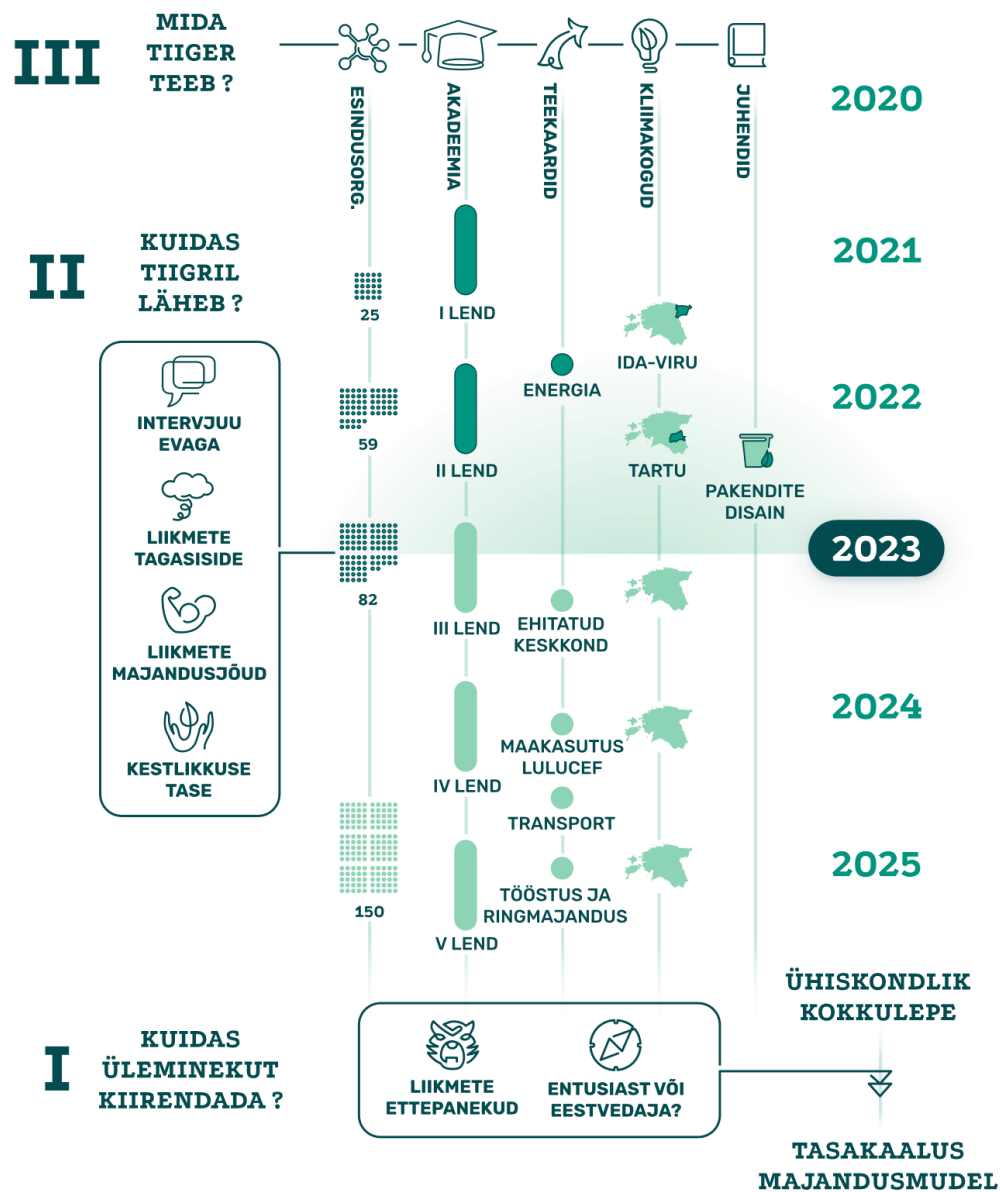 III
MIDA
TIIGER
TEEB ?
ESINDUSORG.
AKADEEMIA
TEEKAARDID
KLIIMAKOGUD
JUHENDID
2020
II
KUIDAS
TIIGRIL
LÄHEB ?
2021
25
I LEND
IDA-VIRU
INTERVJUU
EVAGA
LIIKMETE
TAGASISIDE
LIIKMETE
MAJANDUSJÕUD
KESTLIKKUSE
TASE
ENERGIA
2022
59
II LEND
TARTU
PAKENDITE
DISAIN
2023
82
III LEND
EHITATUD
KESKKOND
2024
MAAKASUTUS
LULUCEF
IV LEND
TRANSPORT
2025
150
TÖÖSTUS JA
RINGMAJANDUS
V LEND
I
KUIDAS
ÜLEMINEKUT
KIIRENDADA ?
LIIKMETE
ETTEPANEKUD
ENTUSIAST VÕI
EESTVEDAJA?
ÜHISKONDLIK
KOKKULEPE
TASAKAALUS
MAJANDUSMUDEL